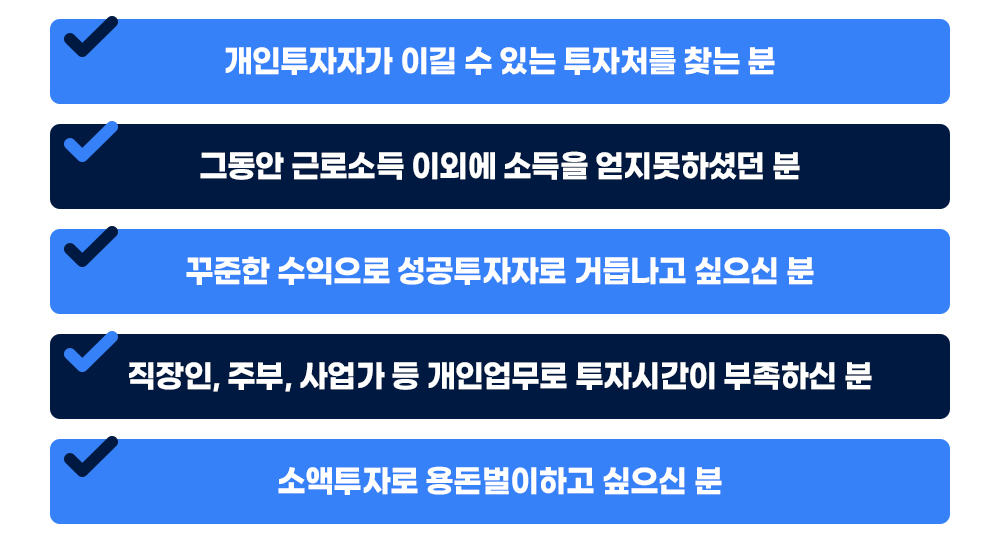 개인투자자가 이길 수 있는 투자처를 찾는 분
그동안 근로소득 이외에 소득을 얻지못하셨던 분
꾸준한 수익으로 성공투자자로 거듭나고 싶으신 분
직장인, 주부, 사업가 등 개인업무로 투자시간이 부족하신 분
소액투자로 용돈벌이하고 싶으신 분